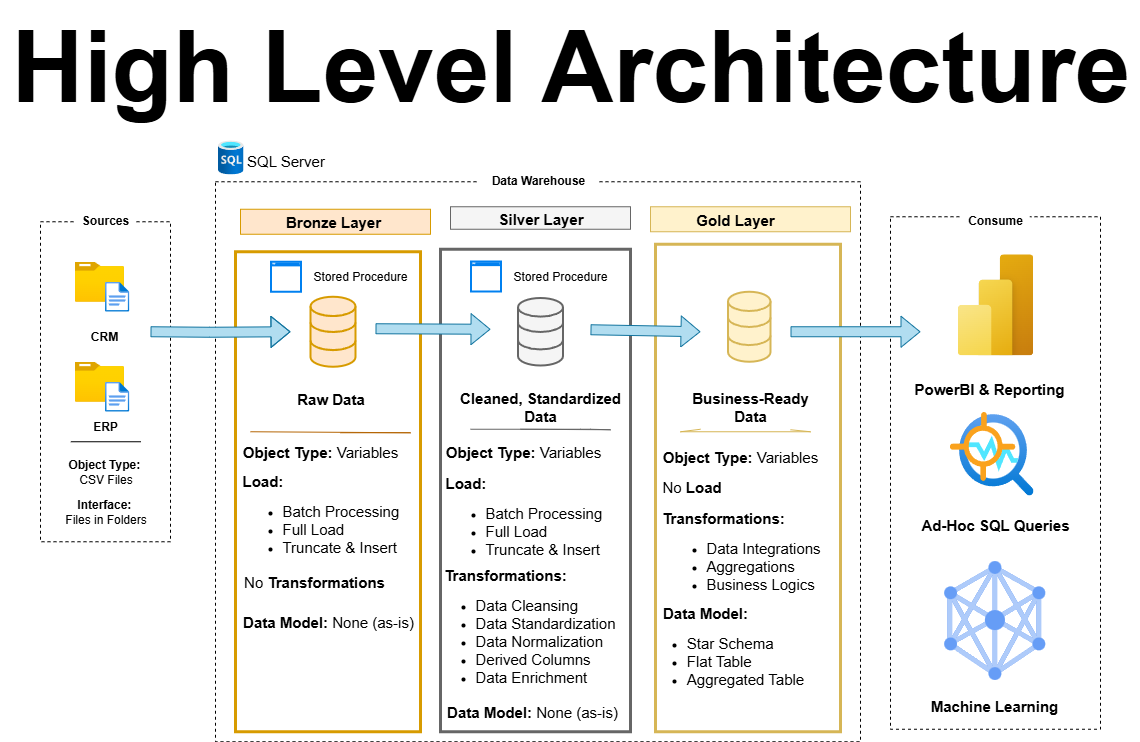 High Level Architecture
SQL
SQL Server
Data Warehouse
Sources
CRM
ERP
Object Type:
CSV Files
Interface:
Files in Folders
Bronze Layer
Stored Procedure
Raw Data
Object Type: Variables
Load:
Batch Processing
Full Load
Truncate & Insert
No Transformations
Data Model: None (as-is)
Silver Layer
Stored Procedure
Cleaned, Standardized
Data
Object Type: Variables
Load:
Batch Processing
Full Load
Truncate & Insert
Transformations:
Data Cleansing
Data Standardization
Data Normalization
Derived Columns
Data Enrichment
Data Model: None (as-is)
Gold Layer
Business-Ready
Data
Object Type: Variables
No Load
Transformations:
Data Integrations
Aggregations
Business Logics
Data Model:
Star Schema
Flat Table
Aggregated Table
Consume
PowerBI & Reporting
Ad-Hoc SQL Queries
Machine Learning